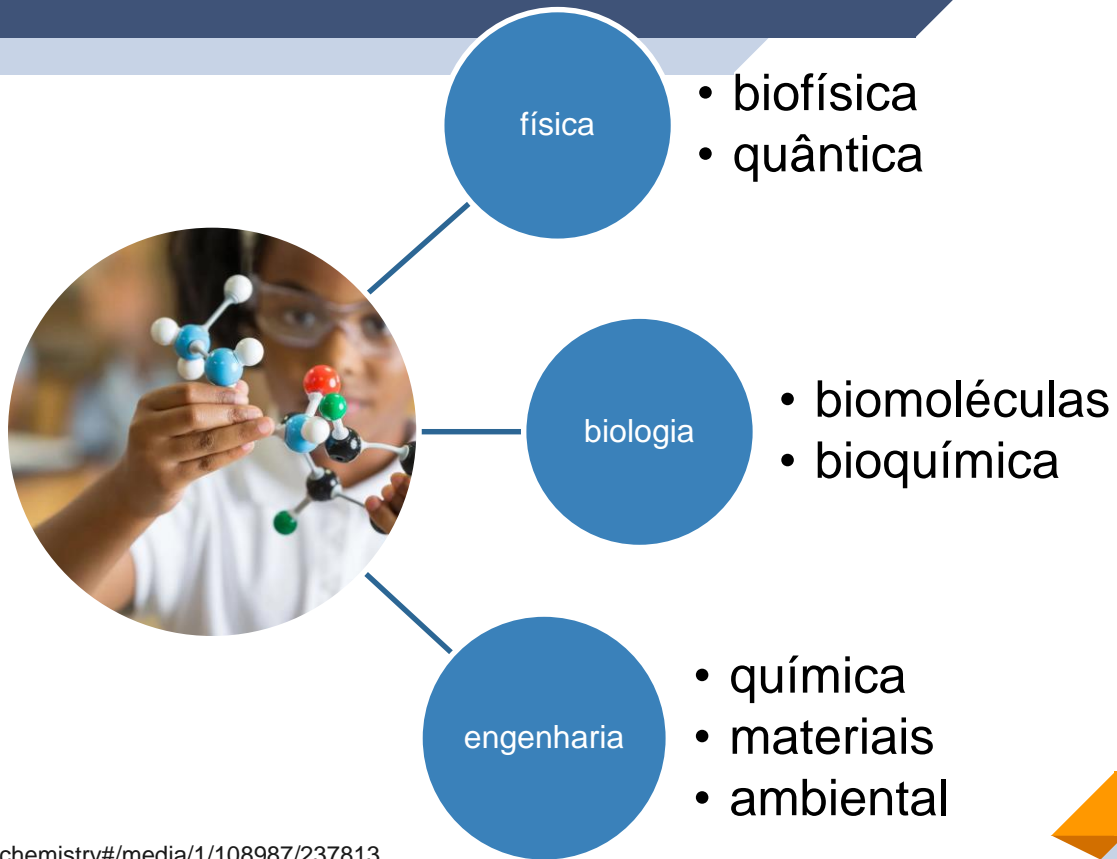 física
• biofísica
• quântica
biologia
• biomoléculas
• bioquímica
engenharia
• química
• materiais
• ambiental
chemistry#/media/1/108987/237813